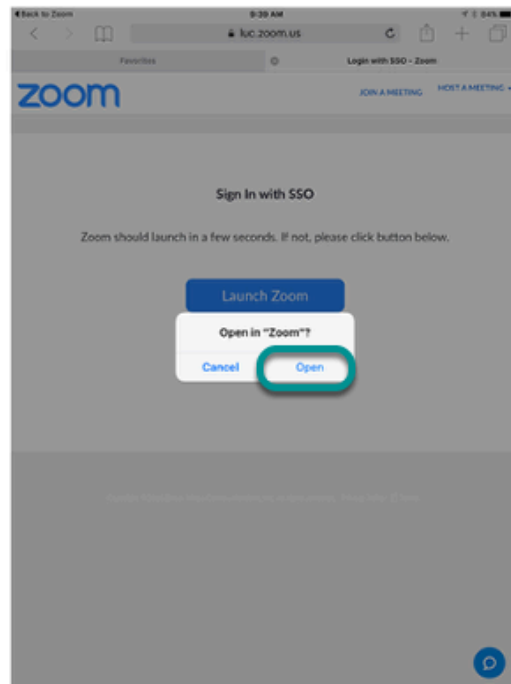 Back to Zoom 9:39 AM 84%
luc.zoom.us
Favorites Login with SSO - Zoom
zoom JOIN A MEETING HOST A MEETING
Sign In with SSO
Zoom should launch in a few seconds. If not, please click button below.
Launch Zoom
Open in "Zoom"?
Cancel Open